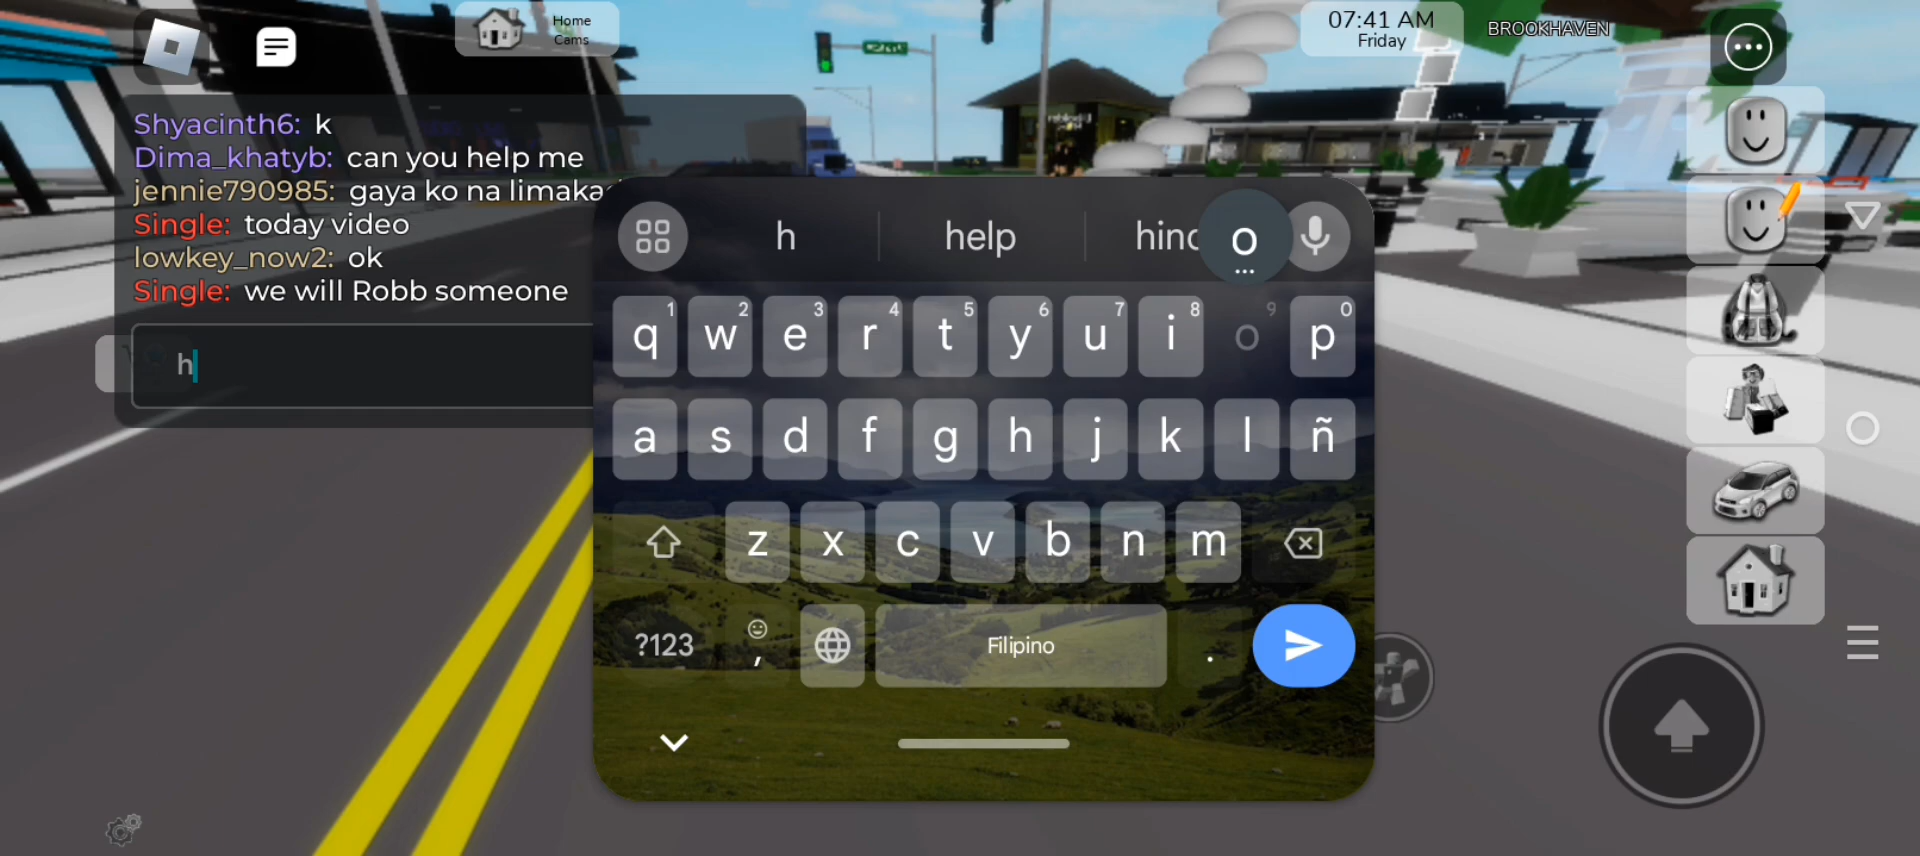 Home
Cams
07:41 AM
Friday
BROOKHAVEN
Shyacinth6: k
Dima_khatyb: can you help me
jennie790985: gaya ko na limaka
Single: today video
lowkey_now2: ok
Single: we will Robb someone
h
h help hind o
1 2 3 4 5 6 7 8 9 0
q w e r t y u i o p
a s d f g h j k l ñ
z x c v b n m
?123 , Filipino .